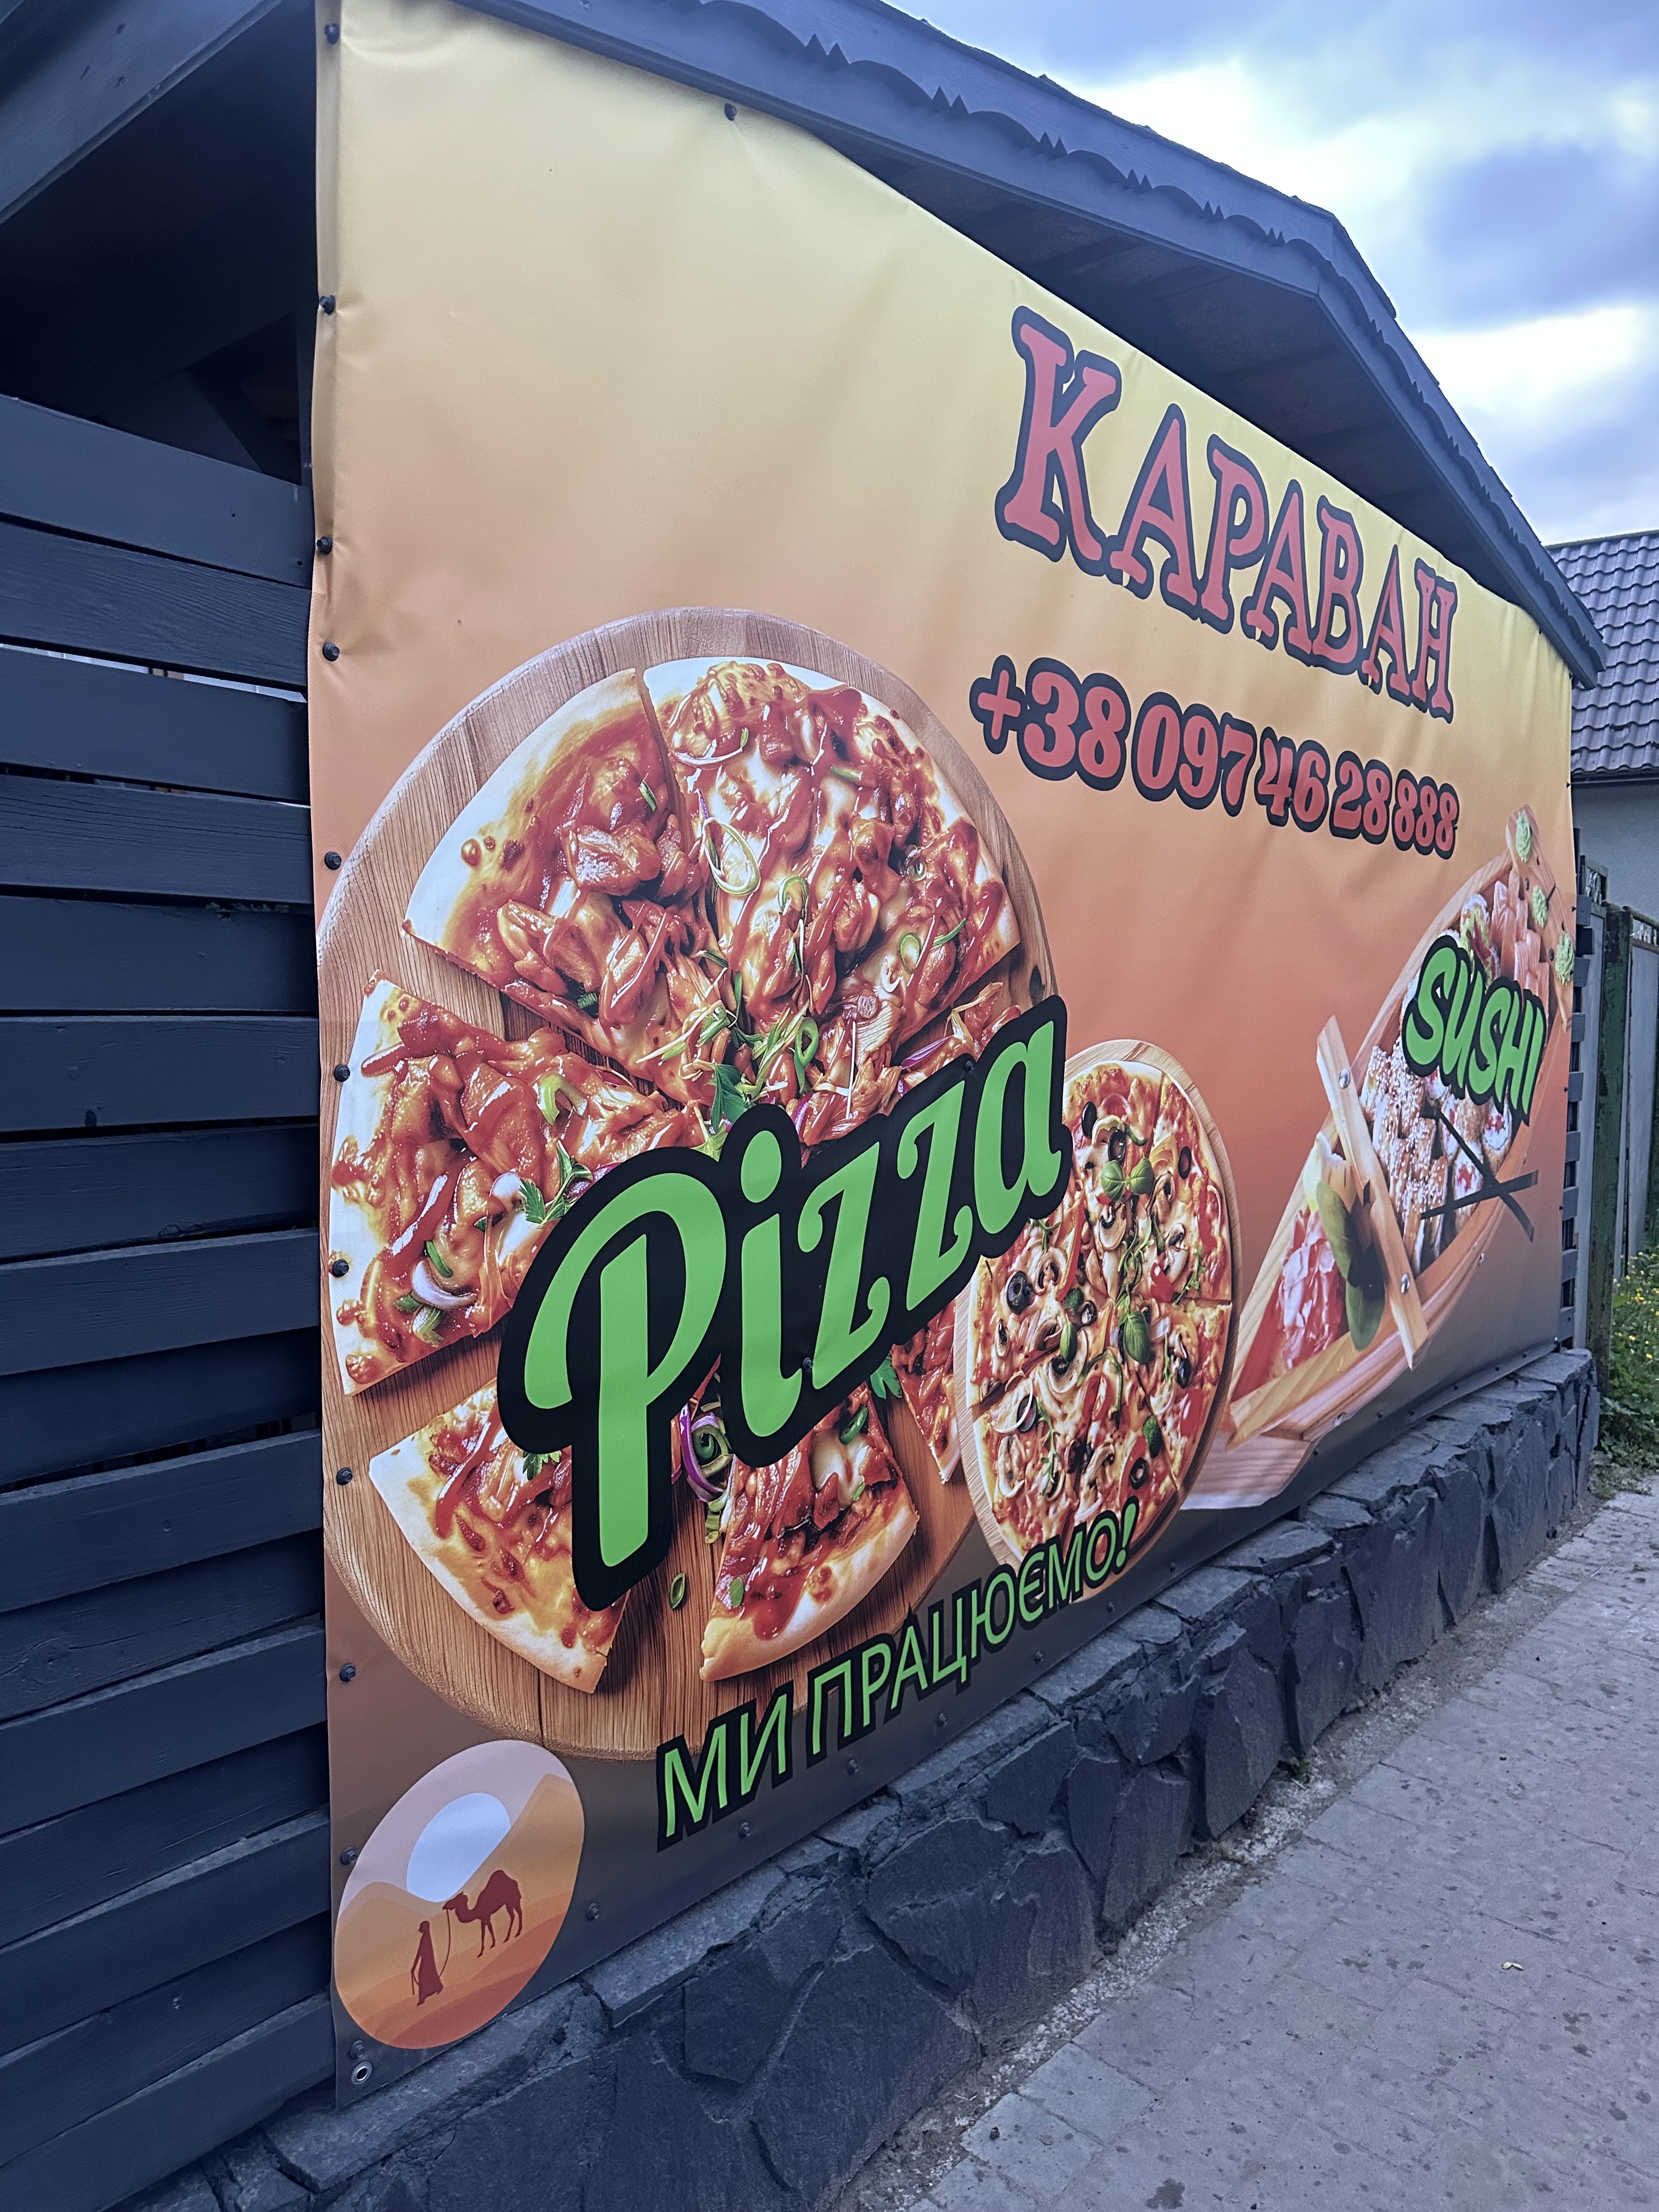 КАРАВАН
+38 097 46 28 888
SUSHI
Pizza
МИ ПРАЦЮЄМО!